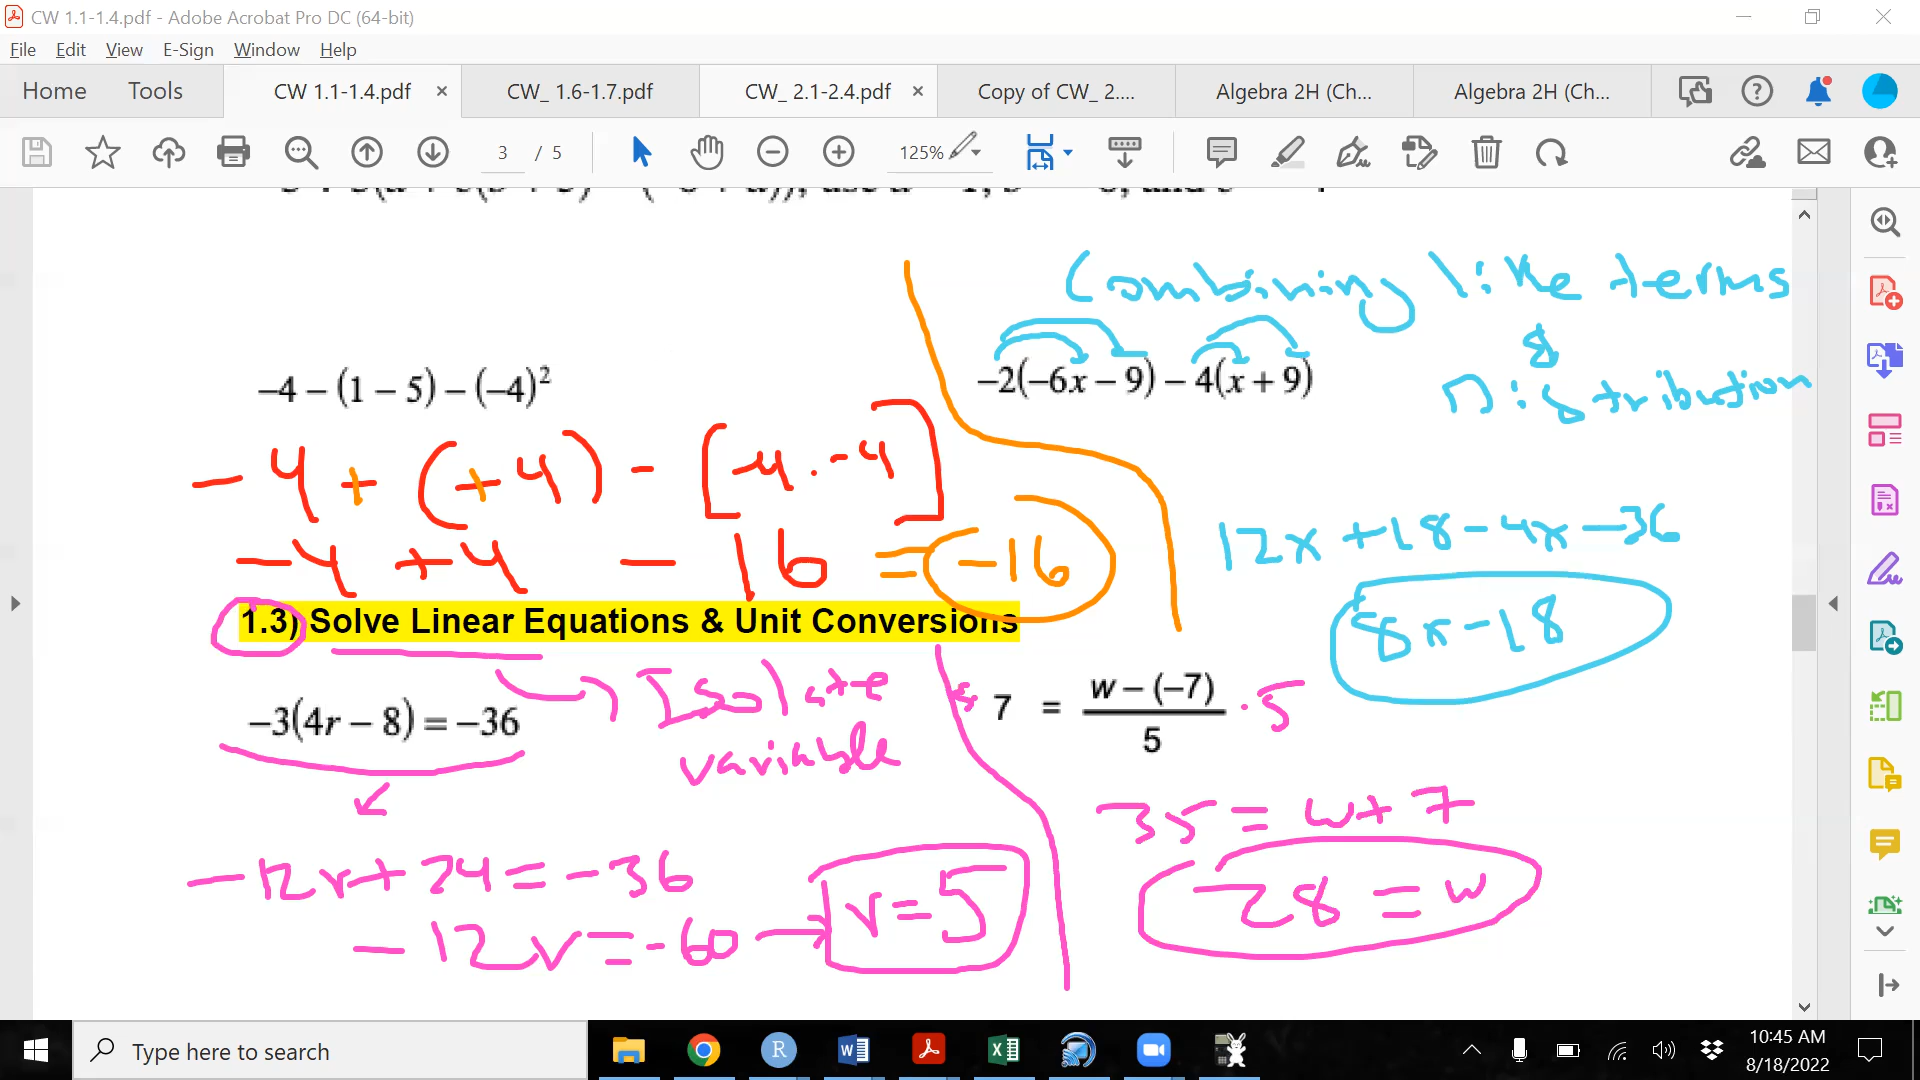 CW 1.1-1.4.pdf - Adobe Acrobat Pro DC (64-bit)
File Edit View E-Sign Window Help
Home Tools CW 1.1-1.4.pdf × CW_ 1.6-1.7.pdf CW_ 2.1-2.4.pdf × Copy of CW_ 2.... Algebra 2H (Ch... Algebra 2H (Ch...
3 / 5 125%
Combining like terms
&
Distribution
−4 − (1 − 5) − (−4)²
−2(−6x − 9) − 4(x + 9)
-4 + (+4) - [-4 · -4]
-4 +4 - 16 = -16
12x +18 - 4x - 36
8x - 18
1.3) Solve Linear Equations & Unit Conversions
Isolate
variable
−3(4r − 8) = −36
5· 7 = w − (−7) / 5 · 5
35 = w + 7
28 = w
-12r + 24 = -36
-12r = -60 → r = 5
Type here to search
10:45 AM
8/18/2022